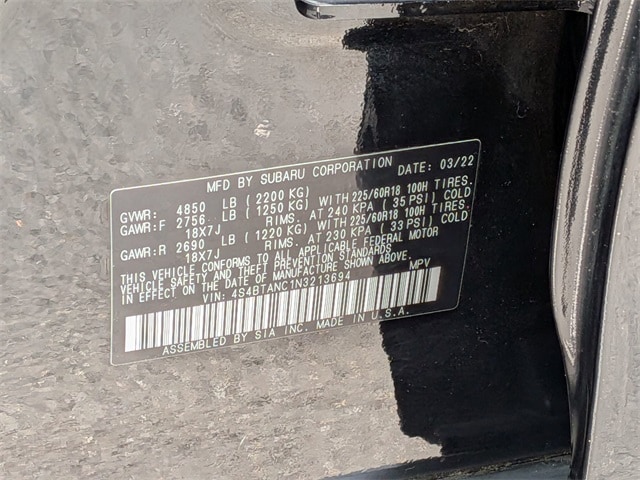 MFD BY SUBARU CORPORATION DATE: 03/22
GVWR: 4850 LB (2200 KG)
GAWR:F 2756 LB (1250 KG) WITH 225/60R18 100H TIRES.
18X7J RIMS. AT 240 KPA (35 PSI) COLD
GAWR:R 2690 LB (1220 KG) WITH 225/60R18 100H TIRES.
18X7J RIMS. AT 230 KPA (33 PSI) COLD
THIS VEHICLE CONFORMS TO ALL APPLICABLE FEDERAL MOTOR
VEHICLE SAFETY AND THEFT PREVENTION STANDARDS
IN EFFECT ON THE DATE OF MANUFACTURE SHOWN ABOVE.
VIN: 4S4BTANC1N3213694 MPV
ASSEMBLED BY SIA INC. MADE IN U.S.A.